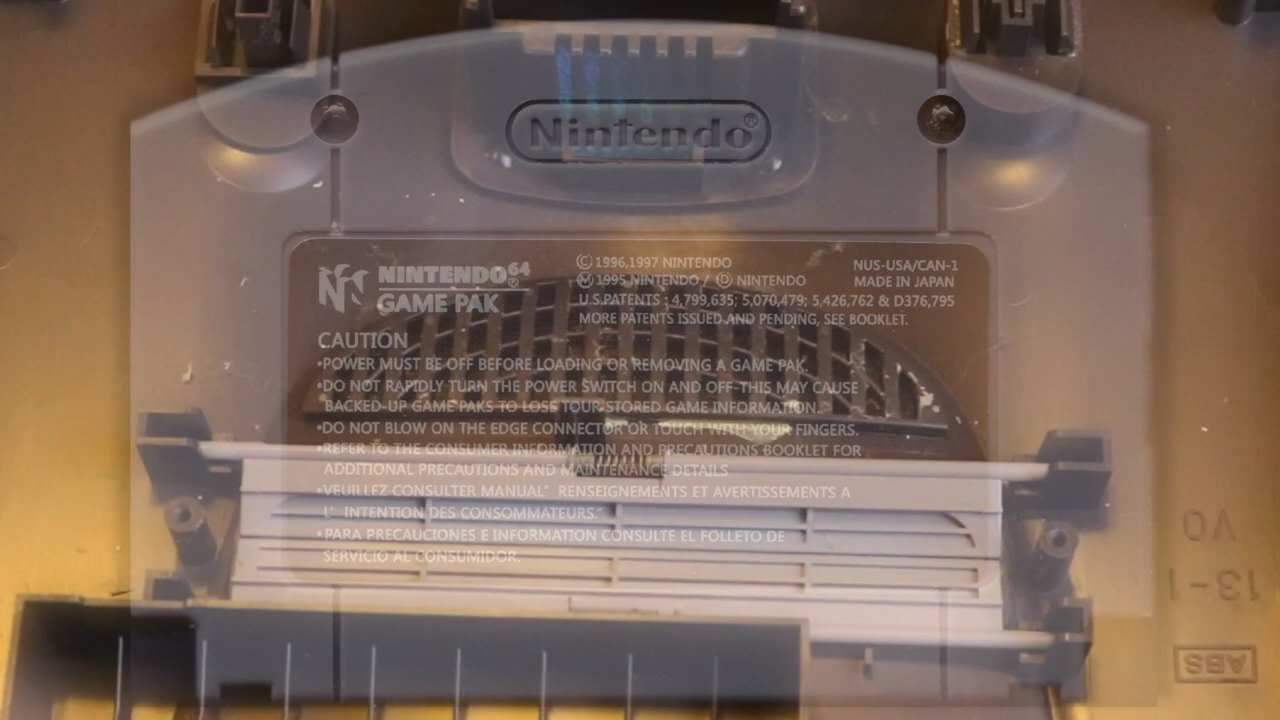 Nintendo®
NINTENDO64®
GAME PAK
©1996,1997 NINTENDO
Ⓜ1995 NINTENDO / Ⓓ NINTENDO
U.S.PATENTS : 4,799,635; 5,070,479; 5,426,762 & D376,795
MORE PATENTS ISSUED AND PENDING, SEE BOOKLET.
NUS-USA/CAN-1
MADE IN JAPAN
CAUTION
•POWER MUST BE OFF BEFORE LOADING OR REMOVING A GAME PAK.
•DO NOT RAPIDLY TURN THE POWER SWITCH ON AND OFF-THIS MAY CAUSE
BACKED-UP GAME PAKS TO LOSE YOUR STORED GAME INFORMATION.
•DO NOT BLOW ON THE EDGE CONNECTOR OR TOUCH WITH YOUR FINGERS.
•REFER TO THE CONSUMER INFORMATION AND PRECAUTIONS BOOKLET FOR
ADDITIONAL PRECAUTIONS AND MAINTENANCE DETAILS
•VEUILLEZ CONSULTER MANUAL" RENSEIGNEMENTS ET AVERTISSEMENTS A
L' INTENTION DES CONSOMMATEURS."
•PARA PRECAUCIONES E INFORMATION CONSULTE EL FOLLETO DE
SERVICIO AL CONSUMIDOR.
V0
13-1
ABS